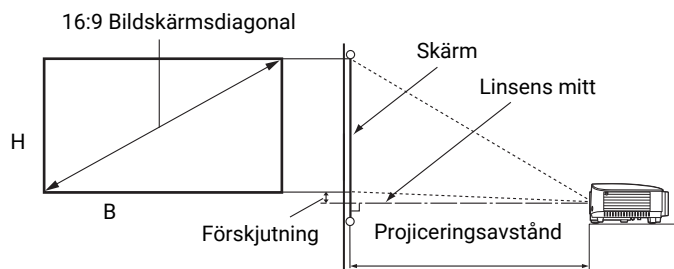 16:9 Bildskärmsdiagonal
Skärm
Linsens mitt
H
B
Förskjutning
Projiceringsavstånd